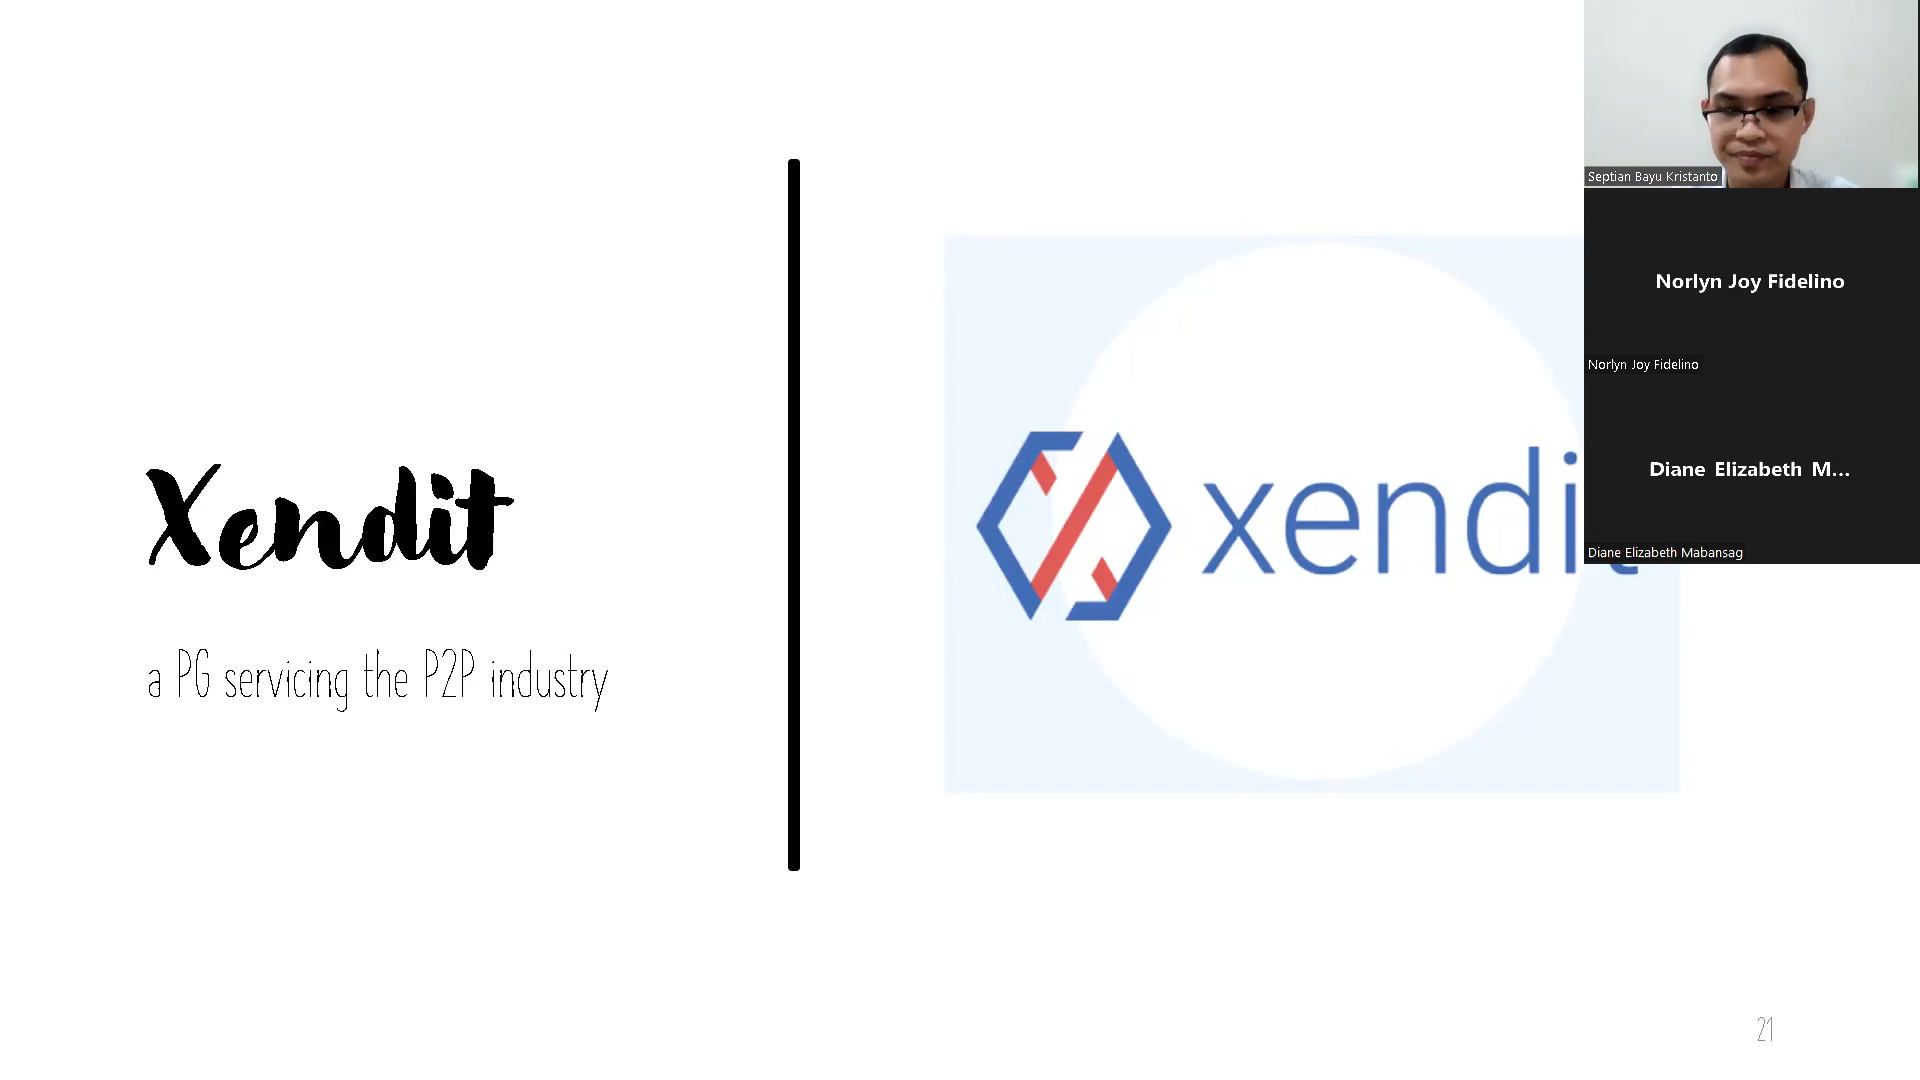 Xendit
a PG servicing the P2P industry
xendit
Septian Bayu Kristanto
Norlyn Joy Fidelino
Norlyn Joy Fidelino
Diane Elizabeth M...
Diane Elizabeth Mabansag
21